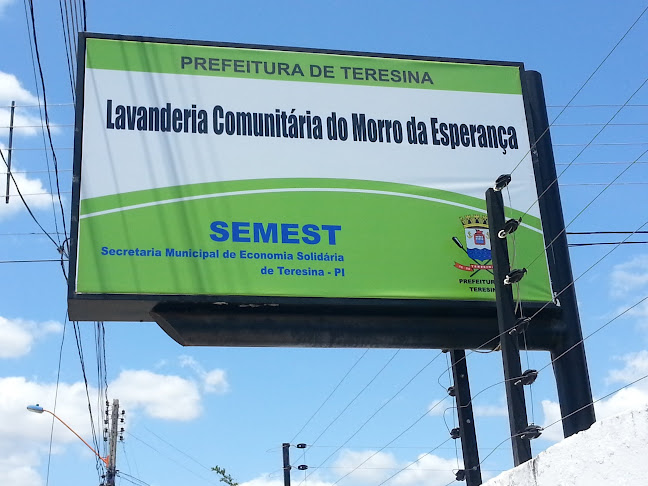 PREFEITURA DE TERESINA
Lavanderia Comunitária do Morro da Esperança
SEMEST
Secretaria Municipal de Economia Solidária
de Teresina - PI
PREFEITURA
TERESINA